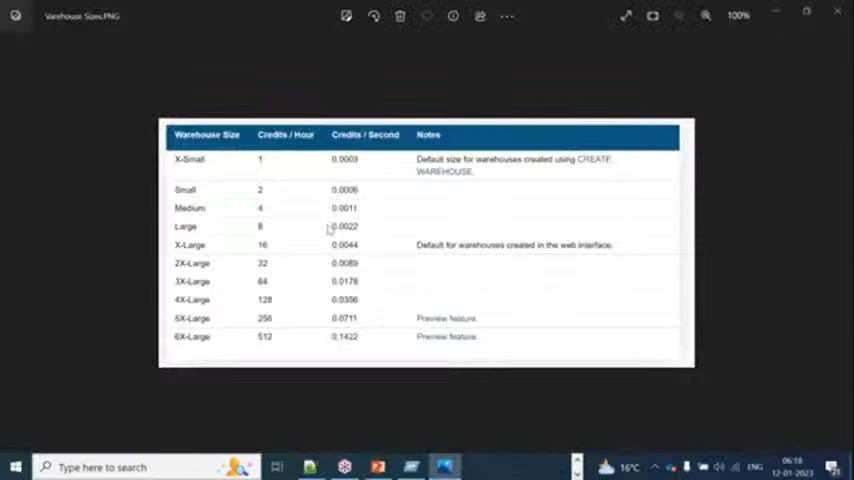 Warehouse Sizes.PNG
100%
Warehouse Size Credits / Hour Credits / Second Notes
X-Small 1 0.0003 Default size for warehouses created using CREATE
WAREHOUSE.
Small 2 0.0006
Medium 4 0.0011
Large 8 0.0022
X-Large 16 0.0044 Default for warehouses created in the web interface.
2X-Large 32 0.0089
3X-Large 64 0.0178
4X-Large 128 0.0356
5X-Large 256 0.0711 Preview feature.
6X-Large 512 0.1422 Preview feature.
Type here to search
16°C
ENG
06:18
12-01-2023
21